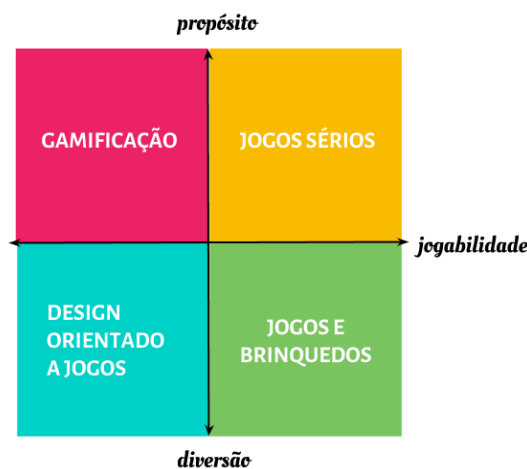 propósito
GAMIFICAÇÃO
JOGOS SÉRIOS
jogabilidade
DESIGN
ORIENTADO
A JOGOS
JOGOS E
BRINQUEDOS
diversão